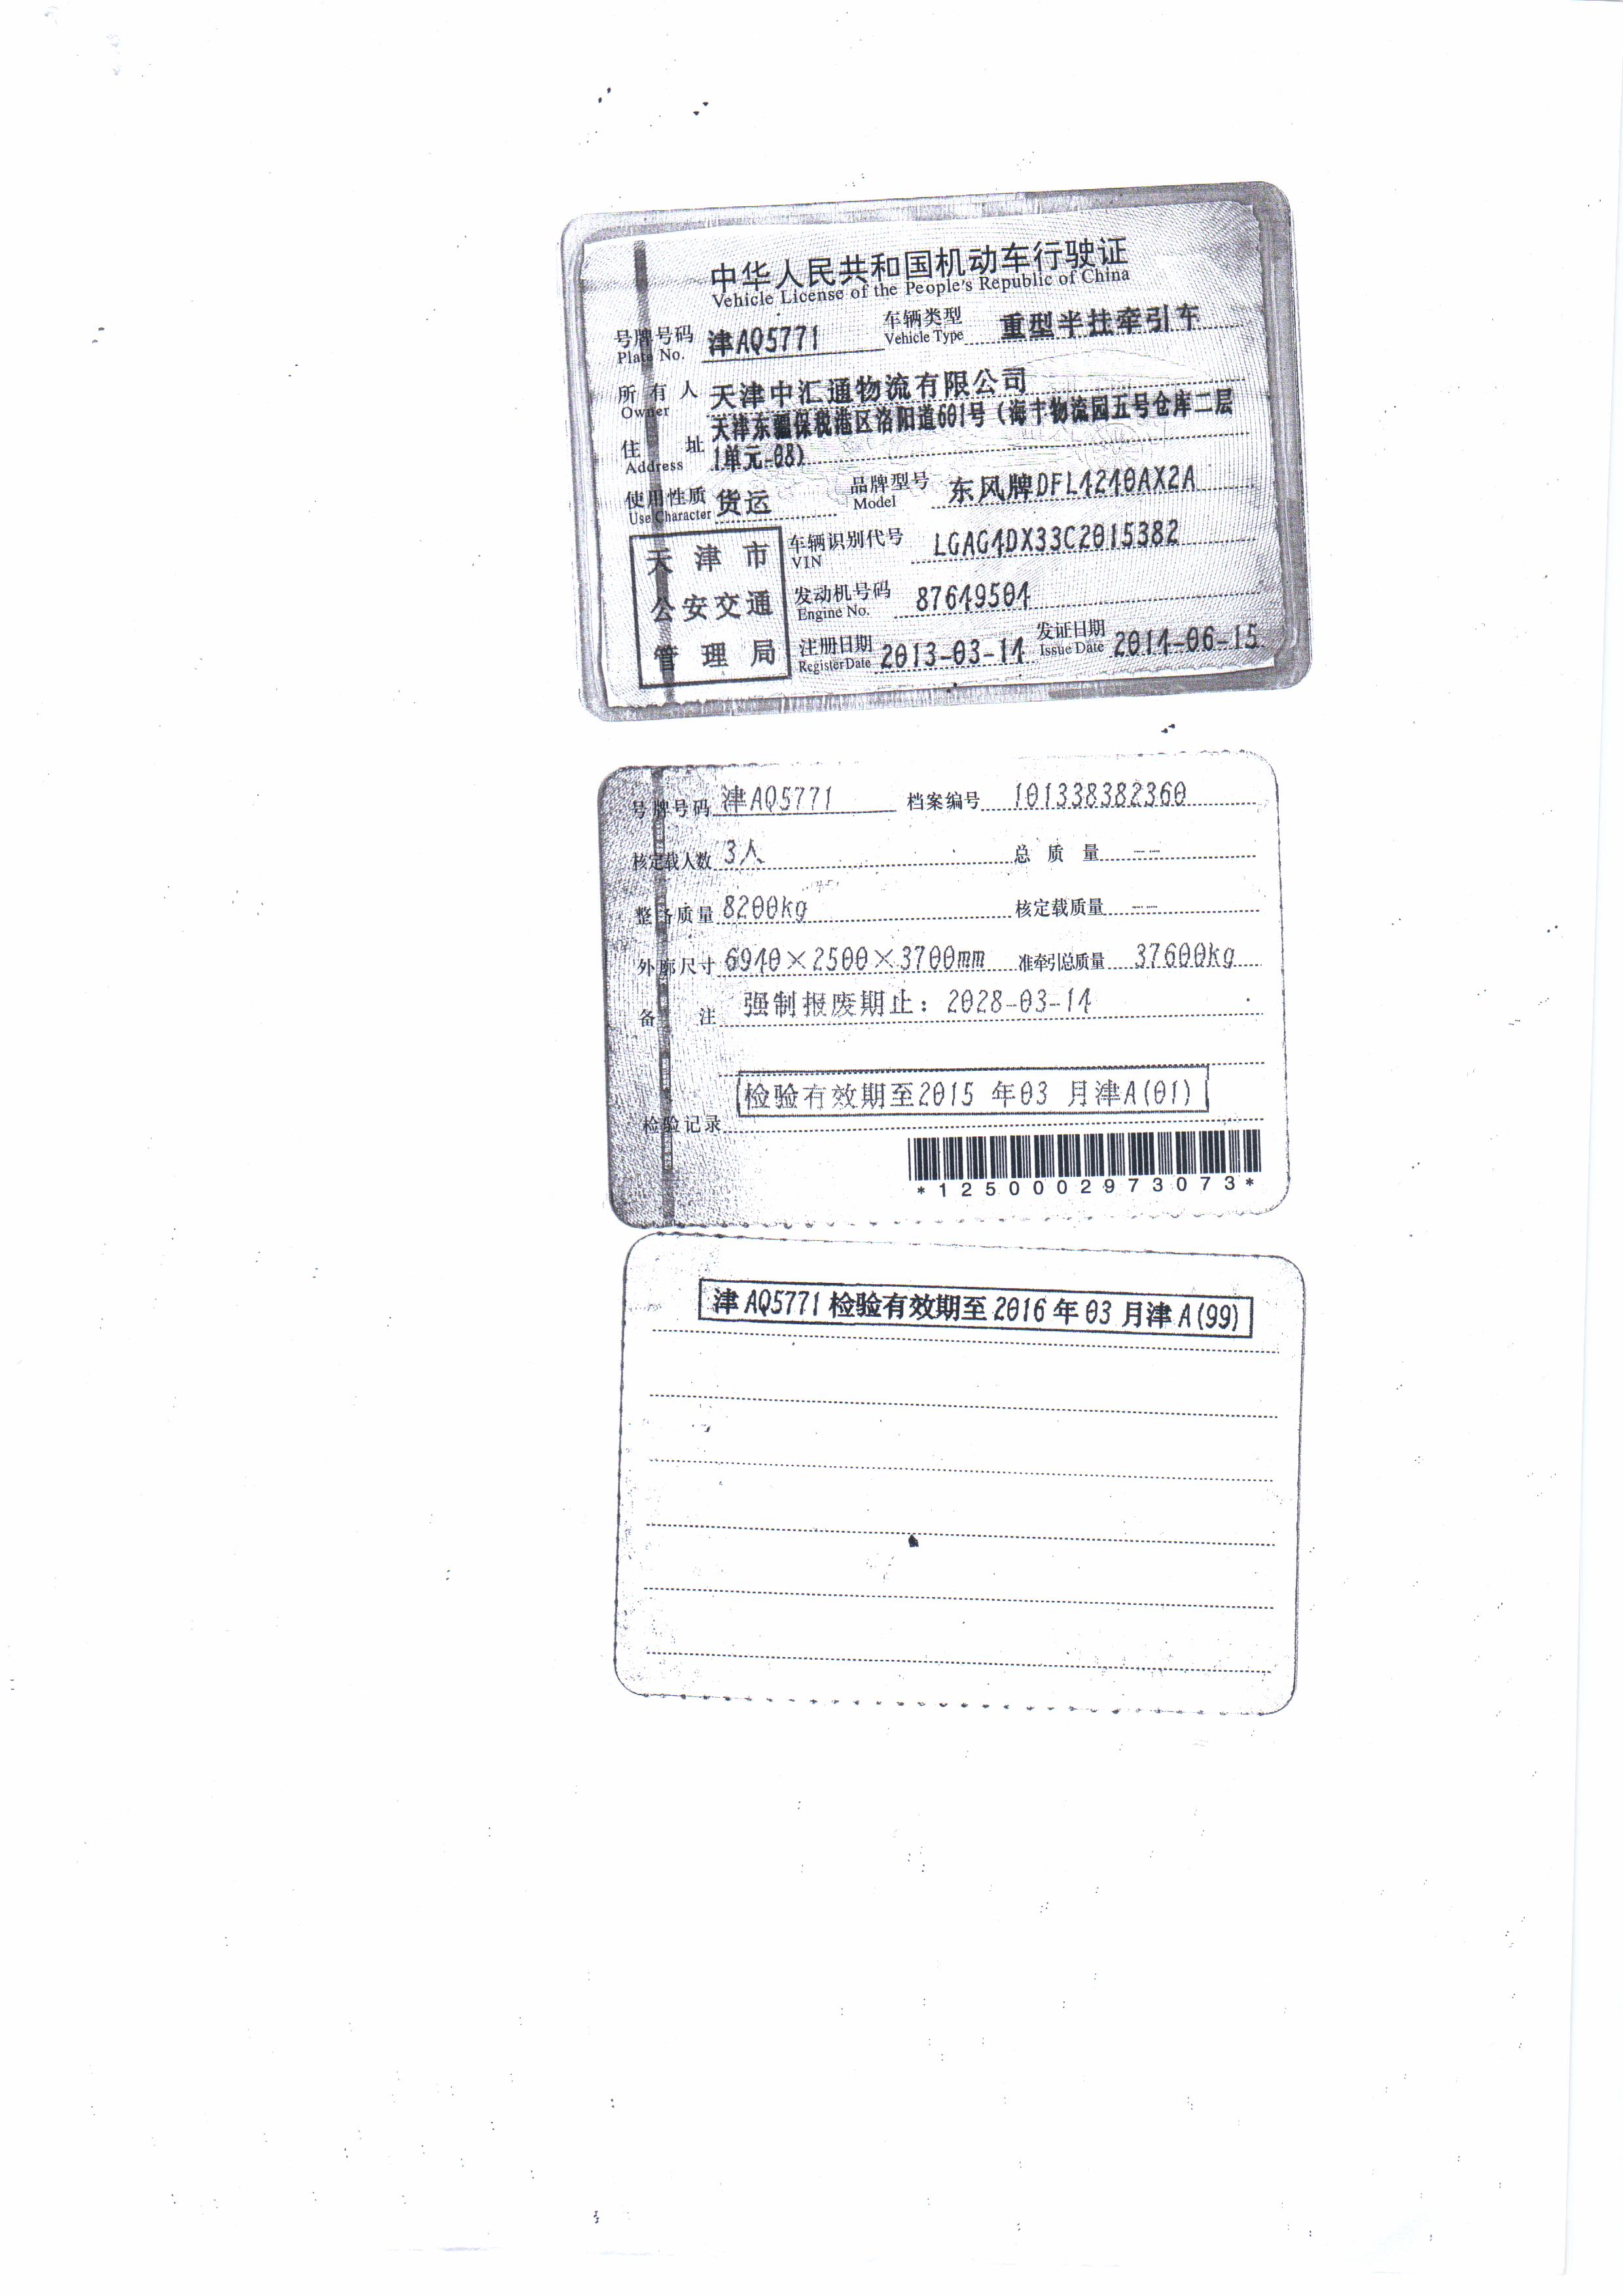 中华人民共和国机动车行驶证
Vehicle License of the People's Republic of China
号牌号码 津AQ5771 车辆类型 重型半挂牵引车
Plate No. Vehicle Type
所有人 天津中汇通物流有限公司
Owner
天津东疆保税港区洛阳道601号(海丰物流园五号仓库二层
住址 1单元-08)
Address
使用性质 货运 品牌型号 东风牌DFL4240AX2A
Use Character Model
天津市 车辆识别代号 LGAG4DX33C2015382
VIN
公安交通 发动机号码 87649504
Engine No.
管理局 注册日期 2013-03-14 发证日期 2014-06-15
Register Date Issue Date
号牌号码 津AQ5771 档案编号 101338382360
核定载人数 3人 总质量 --
整备质量 8200kg 核定载质量 --
外廓尺寸 6940×2500×3700mm 准牵引总质量 37600kg
备注 强制报废期止：2028-03-14
检验有效期至2015 年03 月津A(01)
检验记录
*1250002973073*
津AQ5771 检验有效期至 2016 年 03 月津 A(99)